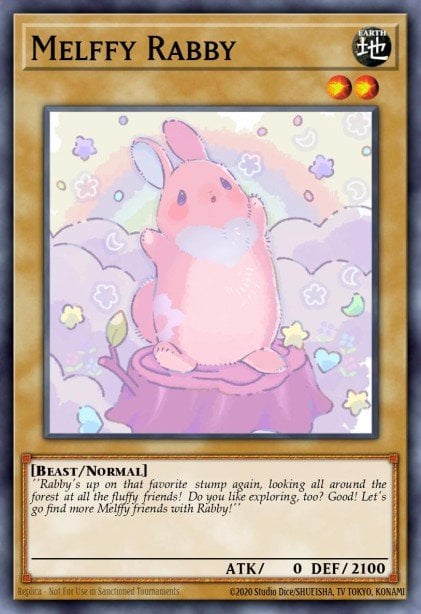 MELFFY RABBY
EARTH
地
[BEAST/NORMAL]
''Rabby's up on that favorite stump again, looking all around the
forest at all the fluffy friends! Do you like exploring, too? Good! Let's
go find more Melffy friends with Rabby!''
ATK/ 0 DEF/2100
Replica - Not For Use in Sanctioned Tournaments
©2020 Studio Dice/SHUEISHA, TV TOKYO, KONAMI